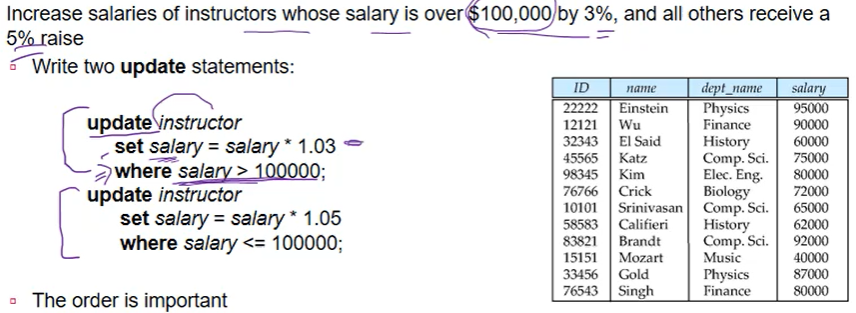 Increase salaries of instructors whose salary is over $100,000 by 3%, and all others receive a
5% raise
Write two update statements:
update instructor
set salary = salary * 1.03
where salary > 100000;
update instructor
set salary = salary * 1.05
where salary <= 100000;
The order is important
ID name dept_name salary
22222 Einstein Physics 95000
12121 Wu Finance 90000
32343 El Said History 60000
45565 Katz Comp. Sci. 75000
98345 Kim Elec. Eng. 80000
76766 Crick Biology 72000
10101 Srinivasan Comp. Sci. 65000
58583 Califieri History 62000
83821 Brandt Comp. Sci. 92000
15151 Mozart Music 40000
33456 Gold Physics 87000
76543 Singh Finance 80000